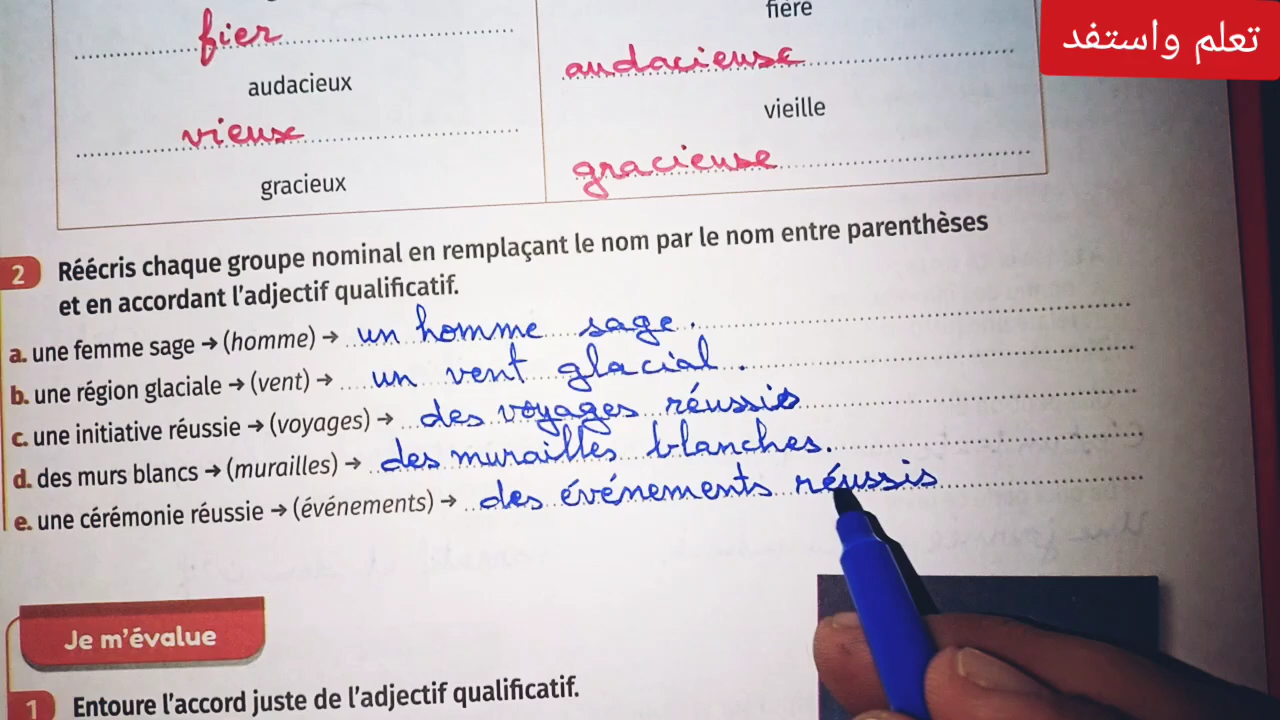 تعلم واستفد
fière
fier
audacieuse
audacieux
vieille
vieux
gracieuse
gracieux
2 Réécris chaque groupe nominal en remplaçant le nom par le nom entre parenthèses
et en accordant l'adjectif qualificatif.
a. une femme sage → (homme) → un homme sage.
b. une région glaciale → (vent) → un vent glacial.
c. une initiative réussie → (voyages) → des voyages réussis
d. des murs blancs → (murailles) → des murailles blanches.
e. une cérémonie réussie → (événements) → des événements réussis
Je m'évalue
1 Entoure l'accord juste de l'adjectif qualificatif.